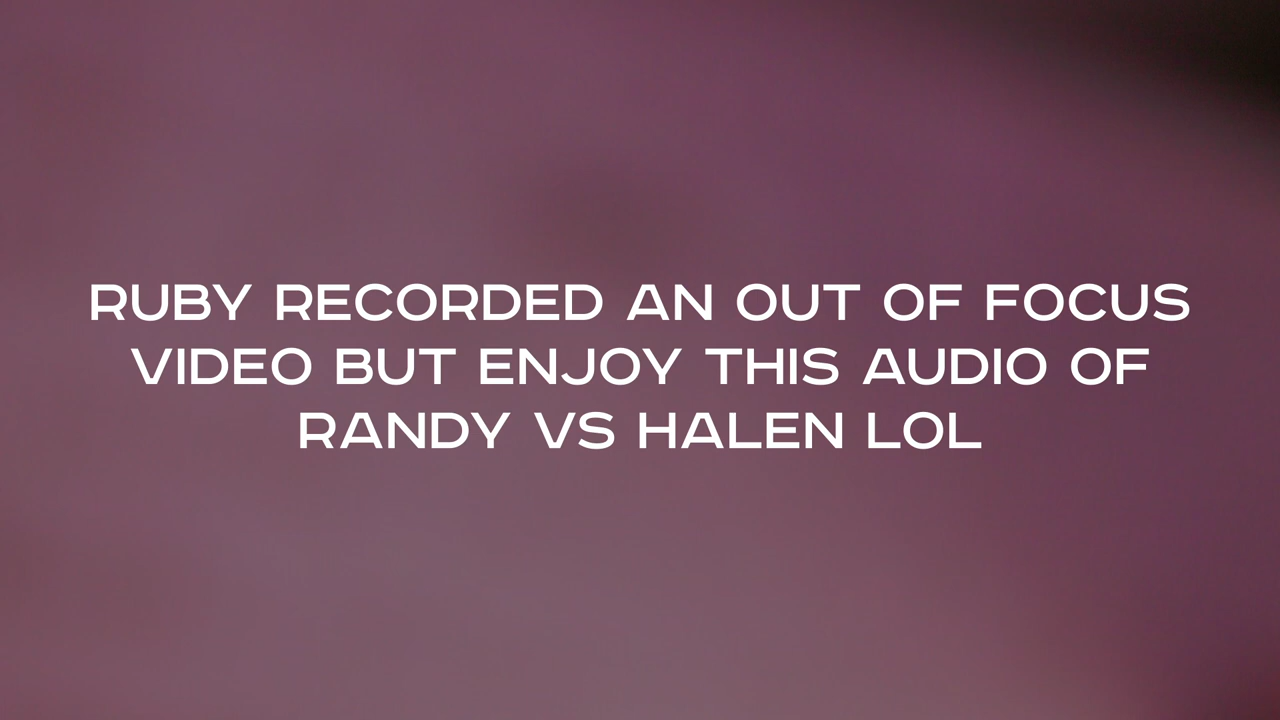 RUBY RECORDED AN OUT OF FOCUS
VIDEO BUT ENJOY THIS AUDIO OF
RANDY VS HALEN LOL